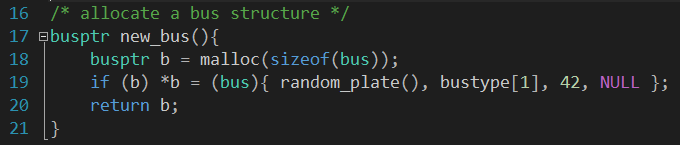 16 /* allocate a bus structure */
17 busptr new_bus(){
18     busptr b = malloc(sizeof(bus));
19     if (b) *b = (bus){ random_plate(), bustype[1], 42, NULL };
20     return b;
21 }